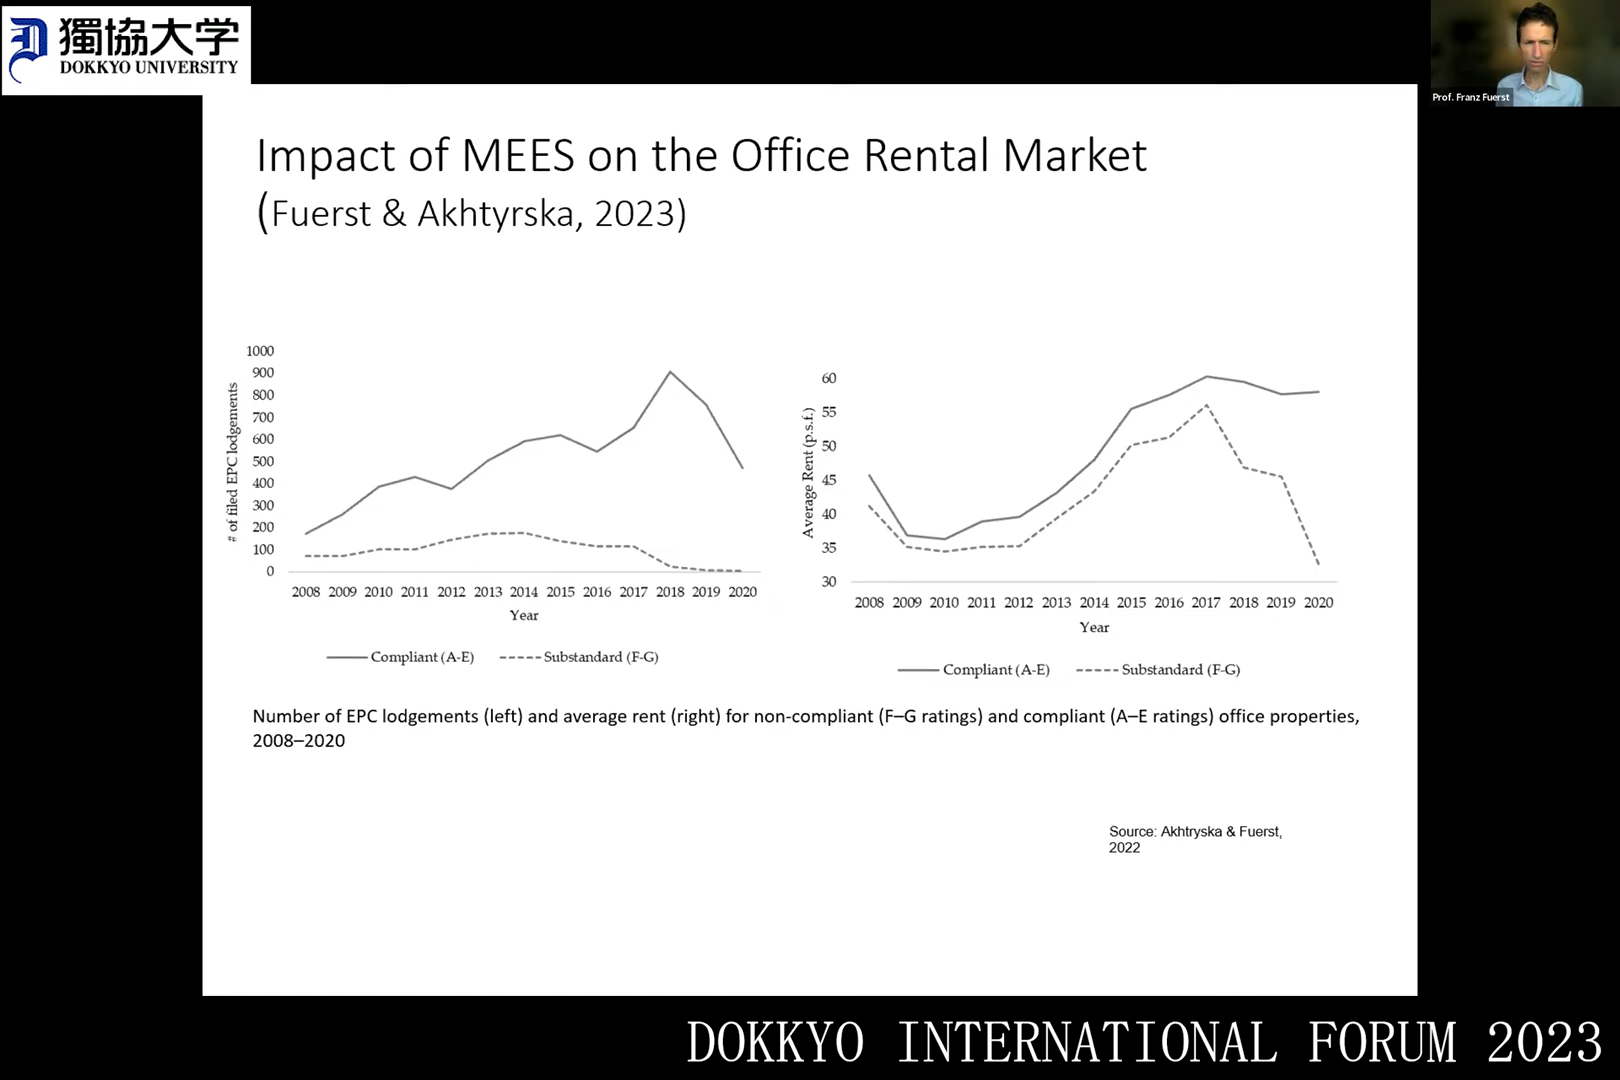 獨協大学
DOKKYO UNIVERSITY
Prof. Franz Fuerst
Impact of MEES on the Office Rental Market
(Fuerst & Akhtyrska, 2023)
# of filed EPC lodgements
1000
900
800
700
600
500
400
300
200
100
0
2008 2009 2010 2011 2012 2013 2014 2015 2016 2017 2018 2019 2020
Year
Compliant (A-E) Substandard (F-G)
Average Rent (p.s.f.)
60
55
50
45
40
35
30
2008 2009 2010 2011 2012 2013 2014 2015 2016 2017 2018 2019 2020
Year
Compliant (A-E) Substandard (F-G)
Number of EPC lodgements (left) and average rent (right) for non-compliant (F–G ratings) and compliant (A–E ratings) office properties,
2008–2020
Source: Akhtryska & Fuerst,
2022
DOKKYO INTERNATIONAL FORUM 2023